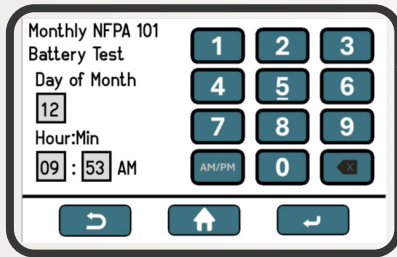 Monthly NFPA 101
Battery Test
Day of Month
12
Hour:Min
09 : 53 AM
1 2 3
4 5 6
7 8 9
AM/PM 0